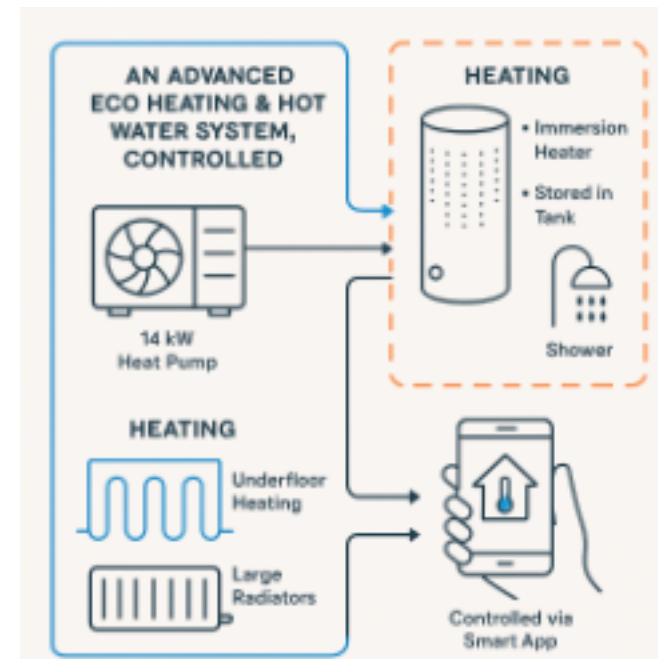 AN ADVANCED
ECO HEATING & HOT
WATER SYSTEM,
CONTROLLED
14 kW
Heat Pump
HEATING
• Immersion
Heater
• Stored in
Tank
Shower
HEATING
Underfloor
Heating
Large
Radiators
Controlled via
Smart App